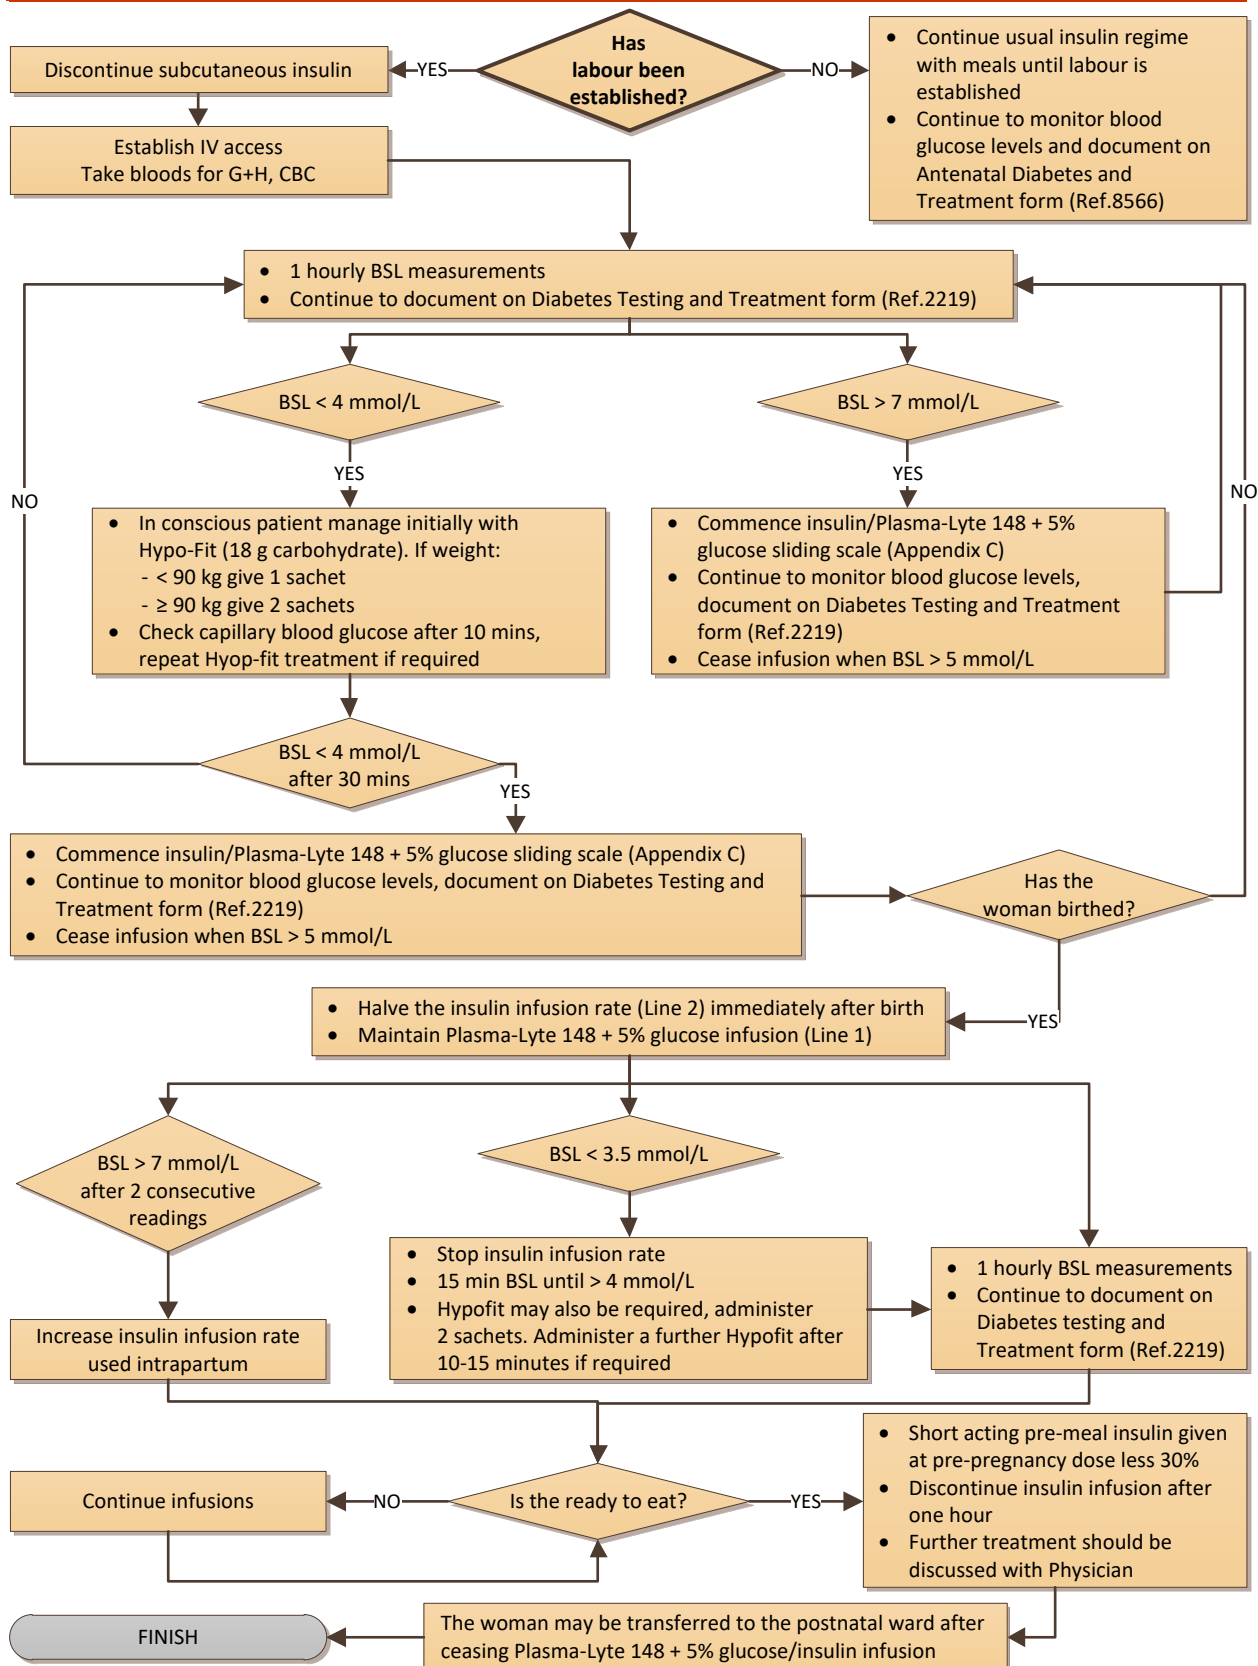 Has
labour been
established?
YES
NO
Discontinue subcutaneous insulin
• Continue usual insulin regime
with meals until labour is
established
• Continue to monitor blood
glucose levels and document on
Antenatal Diabetes and
Treatment form (Ref.8566)
Establish IV access
Take bloods for G+H, CBC
• 1 hourly BSL measurements
• Continue to document on Diabetes Testing and Treatment form (Ref.2219)
BSL < 4 mmol/L
BSL > 7 mmol/L
YES
YES
NO
NO
• In conscious patient manage initially with
Hypo-Fit (18 g carbohydrate). If weight:
- < 90 kg give 1 sachet
- ≥ 90 kg give 2 sachets
• Check capillary blood glucose after 10 mins,
repeat Hyop-fit treatment if required
• Commence insulin/Plasma-Lyte 148 + 5%
glucose sliding scale (Appendix C)
• Continue to monitor blood glucose levels,
document on Diabetes Testing and Treatment
form (Ref.2219)
• Cease infusion when BSL > 5 mmol/L
BSL < 4 mmol/L
after 30 mins
YES
• Commence insulin/Plasma-Lyte 148 + 5% glucose sliding scale (Appendix C)
• Continue to monitor blood glucose levels, document on Diabetes Testing and
Treatment form (Ref.2219)
• Cease infusion when BSL > 5 mmol/L
Has the
woman birthed?
YES
• Halve the insulin infusion rate (Line 2) immediately after birth
• Maintain Plasma-Lyte 148 + 5% glucose infusion (Line 1)
BSL > 7 mmol/L
after 2 consecutive
readings
BSL < 3.5 mmol/L
• Stop insulin infusion rate
• 15 min BSL until > 4 mmol/L
• Hypofit may also be required, administer
2 sachets. Administer a further Hypofit after
10-15 minutes if required
• 1 hourly BSL measurements
• Continue to document on
Diabetes testing and
Treatment form (Ref.2219)
Increase insulin infusion rate
used intrapartum
Is the ready to eat?
NO
YES
Continue infusions
• Short acting pre-meal insulin given
at pre-pregnancy dose less 30%
• Discontinue insulin infusion after
one hour
• Further treatment should be
discussed with Physician
The woman may be transferred to the postnatal ward after
ceasing Plasma-Lyte 148 + 5% glucose/insulin infusion
FINISH